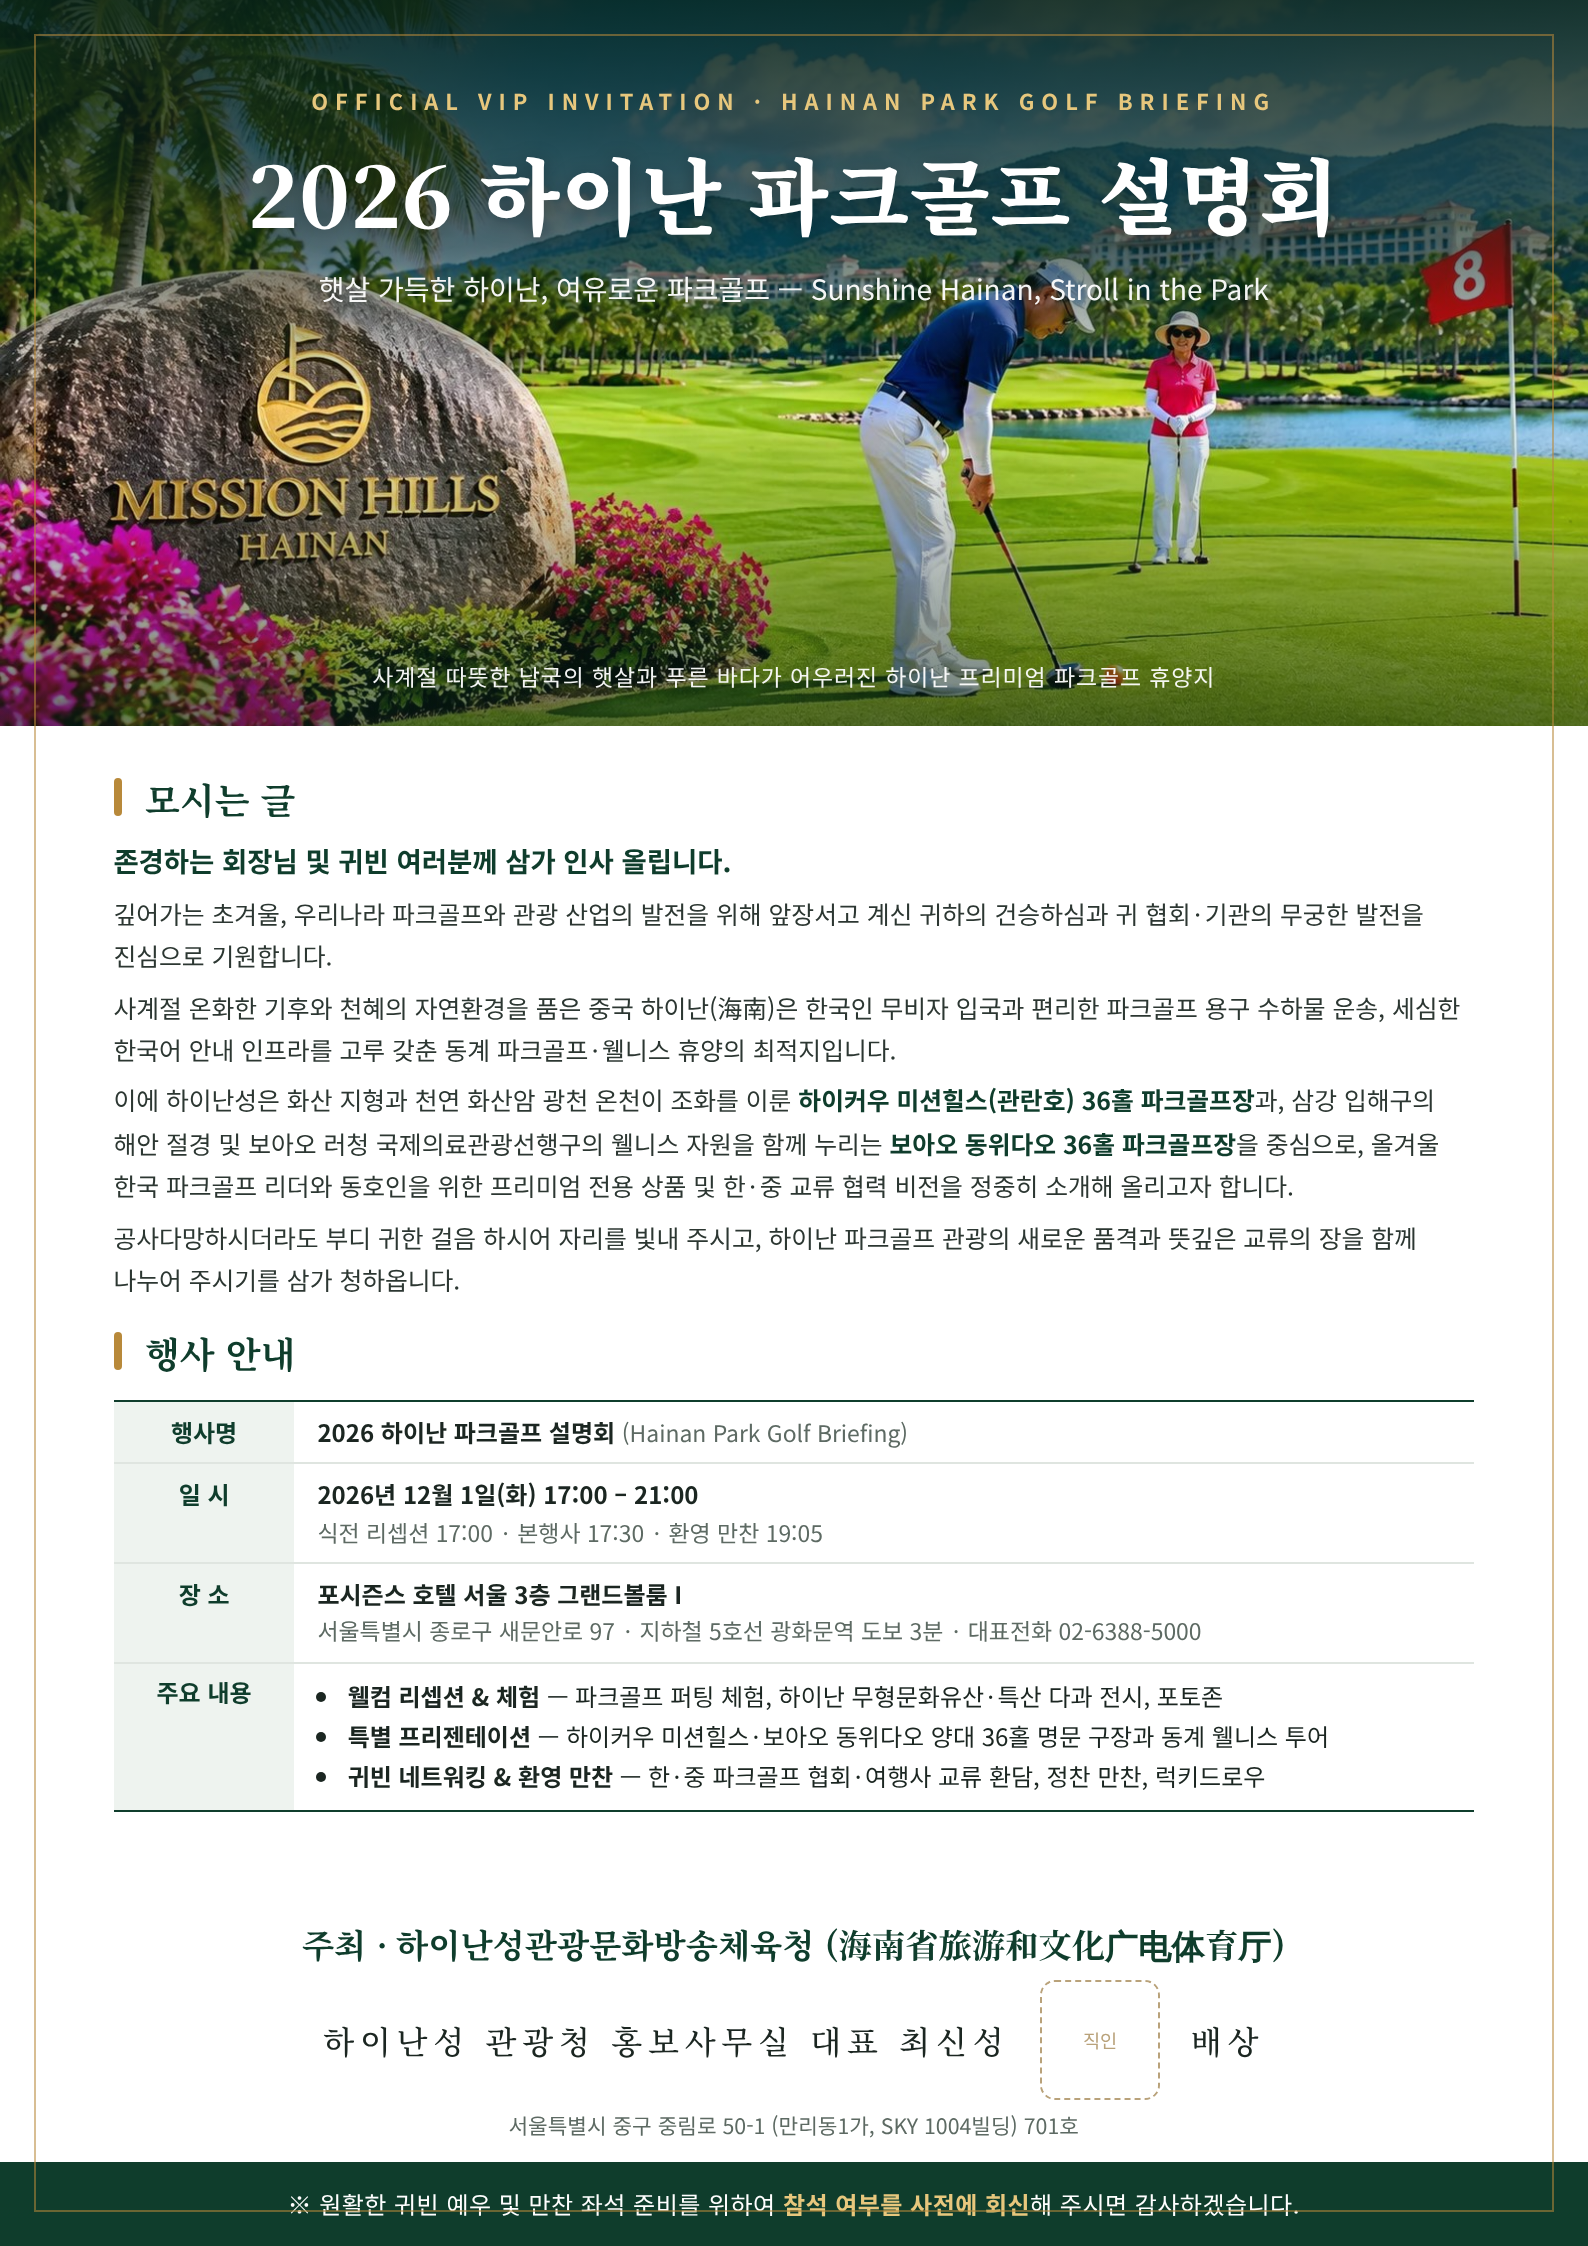 OFFICIAL VIP INVITATION · HAINAN PARK GOLF BRIEFING
2026 하이난 파크골프 설명회
햇살 가득한 하이난, 여유로운 파크골프 — Sunshine Hainan, Stroll in the Park
8
MISSION HILLS
HAINAN
사계절 따뜻한 남국의 햇살과 푸른 바다가 어우러진 하이난 프리미엄 파크골프 휴양지
모시는 글
존경하는 회장님 및 귀빈 여러분께 삼가 인사 올립니다.
깊어가는 초겨울, 우리나라 파크골프와 관광 산업의 발전을 위해 앞장서고 계신 귀하의 건승하심과 귀 협회·기관의 무궁한 발전을
진심으로 기원합니다.
사계절 온화한 기후와 천혜의 자연환경을 품은 중국 하이난(海南)은 한국인 무비자 입국과 편리한 파크골프 용구 수하물 운송, 세심한
한국어 안내 인프라를 고루 갖춘 동계 파크골프·웰니스 휴양의 최적지입니다.
이에 하이난성은 화산 지형과 천연 화산암 광천 온천이 조화를 이룬 하이커우 미션힐스(관란호) 36홀 파크골프장과, 삼강 입해구의
해안 절경 및 보아오 러청 국제의료관광선행구의 웰니스 자원을 함께 누리는 보아오 동위다오 36홀 파크골프장을 중심으로, 올겨울
한국 파크골프 리더와 동호인을 위한 프리미엄 전용 상품 및 한·중 교류 협력 비전을 정중히 소개해 올리고자 합니다.
공사다망하시더라도 부디 귀한 걸음 하시어 자리를 빛내 주시고, 하이난 파크골프 관광의 새로운 품격과 뜻깊은 교류의 장을 함께
나누어 주시기를 삼가 청하옵니다.
행사 안내
행사명 2026 하이난 파크골프 설명회 (Hainan Park Golf Briefing)
일 시 2026년 12월 1일(화) 17:00 – 21:00
식전 리셉션 17:00 · 본행사 17:30 · 환영 만찬 19:05
장 소 포시즌스 호텔 서울 3층 그랜드볼룸 I
서울특별시 종로구 새문안로 97 · 지하철 5호선 광화문역 도보 3분 · 대표전화 02-6388-5000
주요 내용 • 웰컴 리셉션 & 체험 — 파크골프 퍼팅 체험, 하이난 무형문화유산·특산 다과 전시, 포토존
• 특별 프리젠테이션 — 하이커우 미션힐스·보아오 동위다오 양대 36홀 명문 구장과 동계 웰니스 투어
• 귀빈 네트워킹 & 환영 만찬 — 한·중 파크골프 협회·여행사 교류 환담, 정찬 만찬, 럭키드로우
주최 · 하이난성관광문화방송체육청 (海南省旅游和文化广电体育厅)
하이난성 관광청 홍보사무실 대표 최신성 직인 배상
서울특별시 중구 중림로 50-1 (만리동1가, SKY 1004빌딩) 701호
※ 원활한 귀빈 예우 및 만찬 좌석 준비를 위하여 참석 여부를 사전에 회신해 주시면 감사하겠습니다.